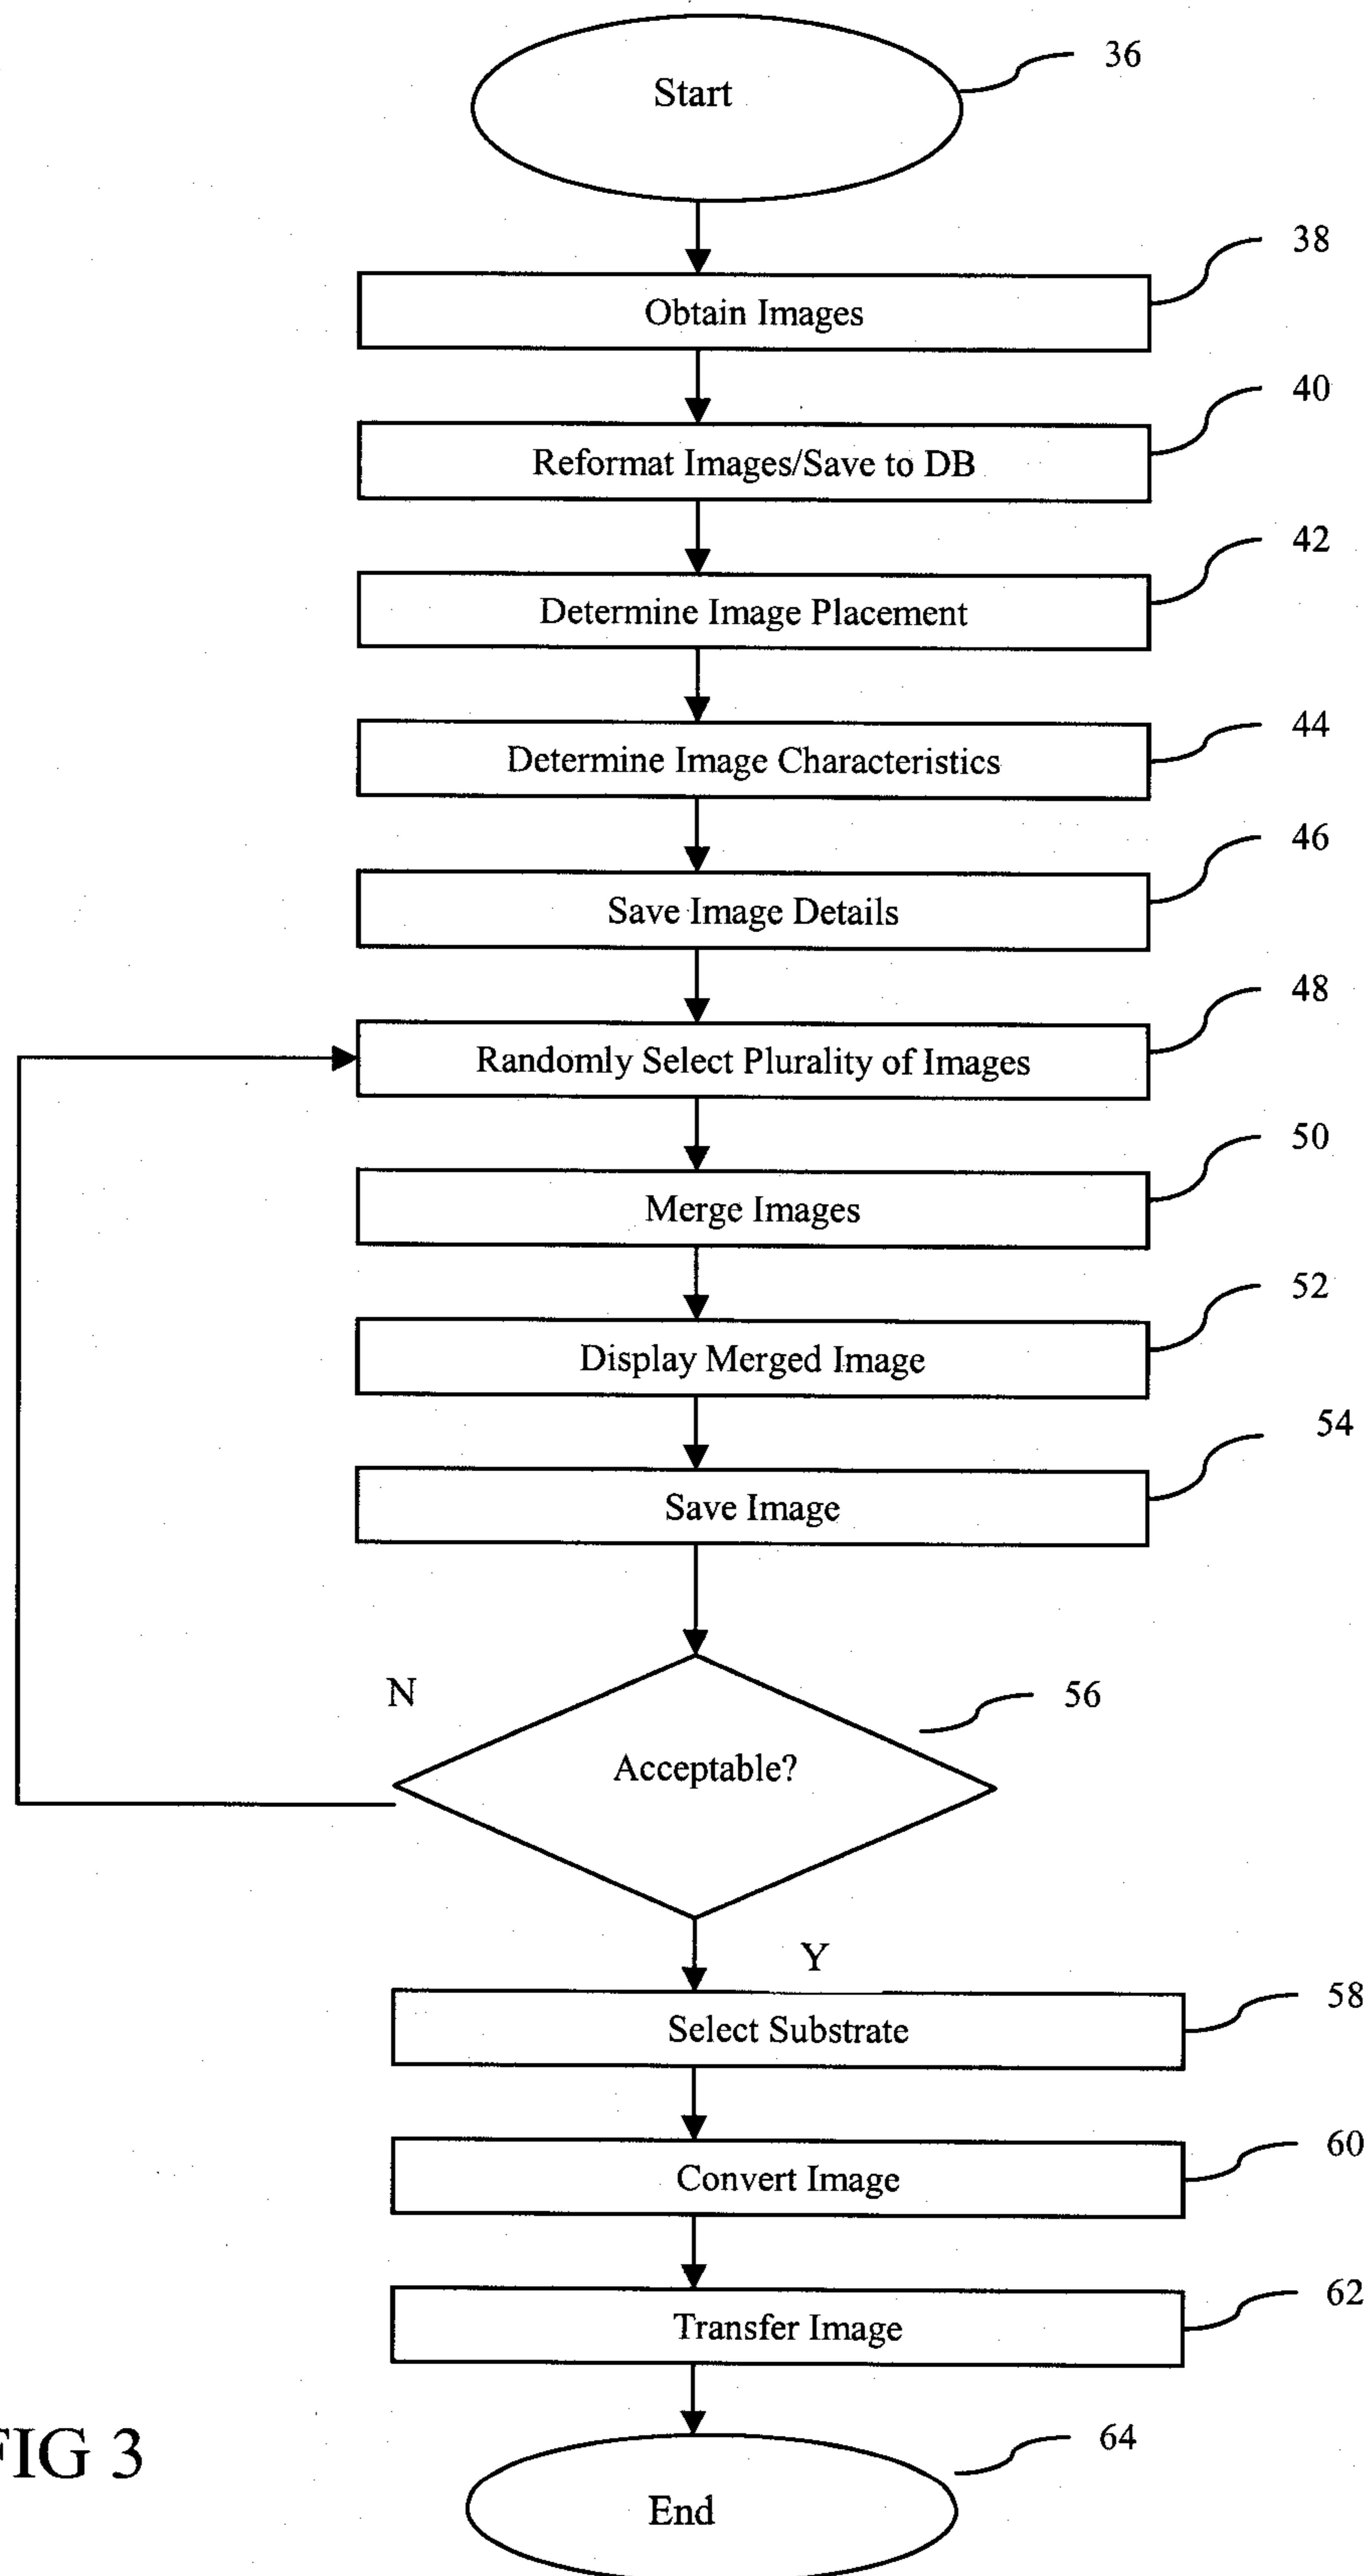 Start
36
Obtain Images
38
Reformat Images/Save to DB
40
Determine Image Placement
42
Determine Image Characteristics
44
Save Image Details
46
Randomly Select Plurality of Images
48
Merge Images
50
Display Merged Image
52
Save Image
54
N
Acceptable?
56
Y
Select Substrate
58
Convert Image
60
Transfer Image
62
End
64
FIG 3